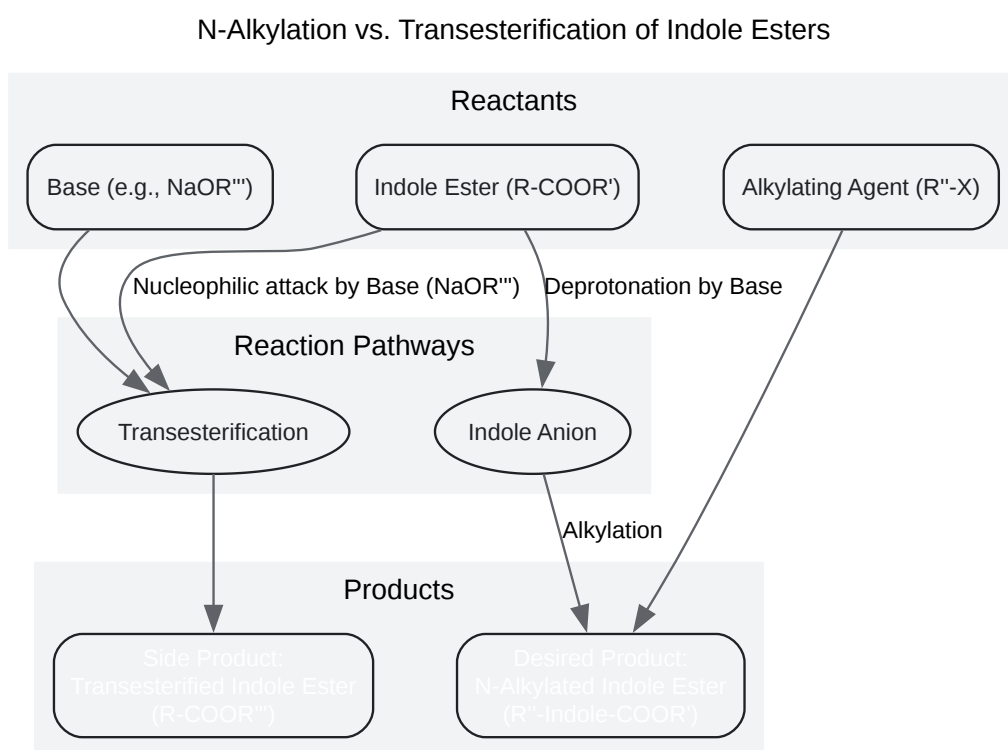 N-Alkylation vs. Transesterification of Indole Esters
Reactants
Base (e.g., NaOR''')
Indole Ester (R-COOR')
Alkylating Agent (R''-X)
Nucleophilic attack by Base (NaOR''')
Deprotonation by Base
Reaction Pathways
Transesterification
Indole Anion
Alkylation
Products
Side Product:
Transesterified Indole Ester
(R-COOR''')
Desired Product:
N-Alkylated Indole Ester
(R''-Indole-COOR')